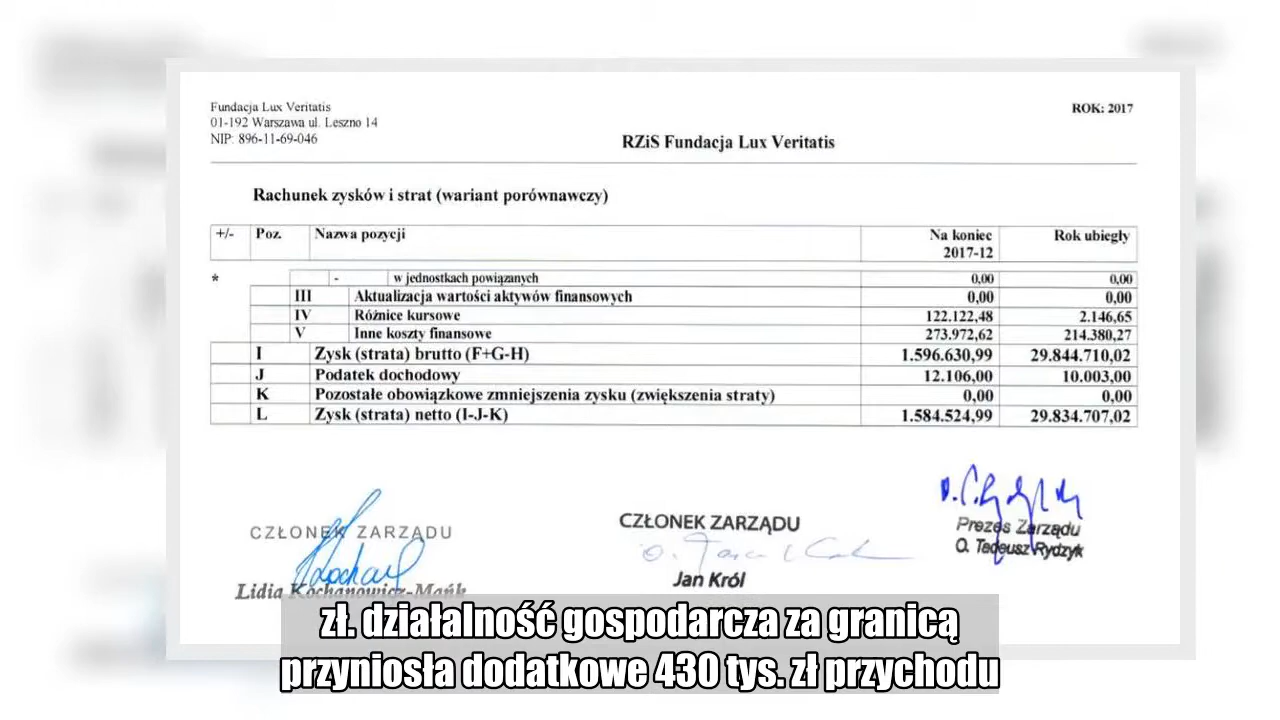 Fundacja Lux Veritatis
01-192 Warszawa ul. Leszno 14
NIP: 896-11-69-046
ROK: 2017
RZiS Fundacja Lux Veritatis
Rachunek zysków i strat (wariant porównawczy)
+/- Poz. Nazwa pozycji Na koniec 2017-12 Rok ubiegły
* - w jednostkach powiązanych 0,00 0,00
III Aktualizacja wartości aktywów finansowych 0,00 0,00
IV Różnice kursowe 122.122,48 2.146,65
V Inne koszty finansowe 273.972,62 214.380,27
I Zysk (strata) brutto (F+G-H) 1.596.630,99 29.844.710,02
J Podatek dochodowy 12.106,00 10.003,00
K Pozostałe obowiązkowe zmniejszenia zysku (zwiększenia straty) 0,00 0,00
L Zysk (strata) netto (I-J-K) 1.584.524,99 29.834.707,02
CZŁONEK ZARZĄDU
Lidia Kochanowicz-Mańk
CZŁONEK ZARZĄDU
Jan Król
Prezes Zarządu
O. Tadeusz Rydzyk
zł. działalność gospodarcza za granicą
przyniosła dodatkowe 430 tys. zł przychodu